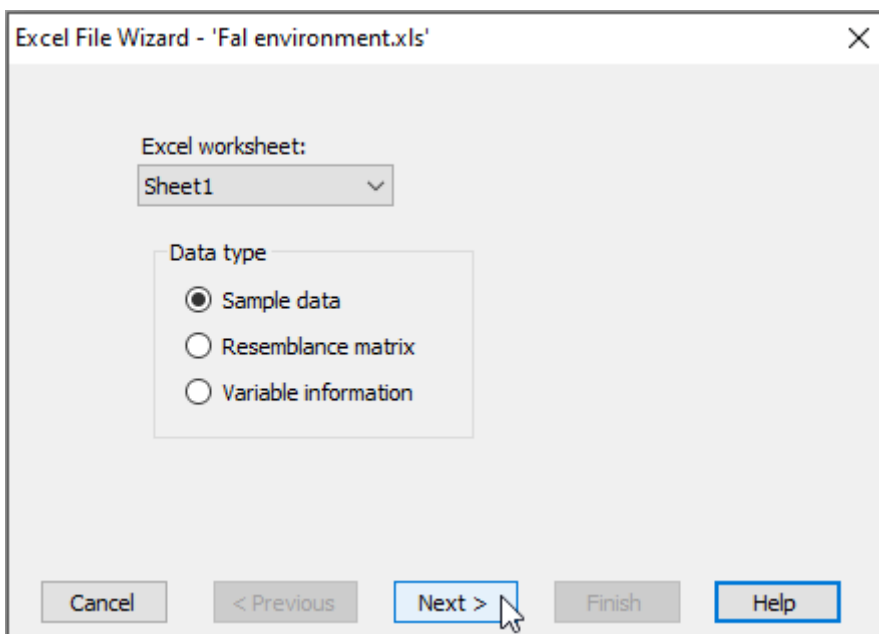 Excel File Wizard - 'Fal environment.xls'
Excel worksheet:
Sheet1
Data type
Sample data
Resemblance matrix
Variable information
Cancel < Previous Next > Finish Help